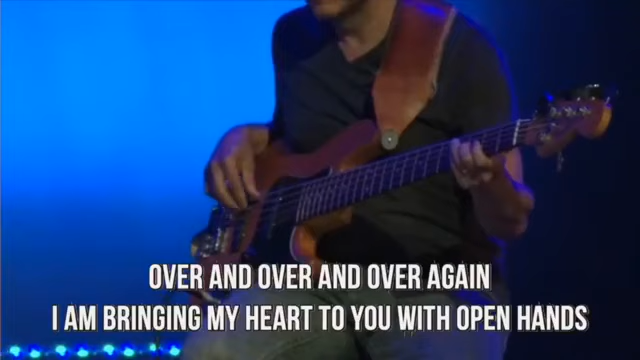 OVER AND OVER AND OVER AGAIN
I AM BRINGING MY HEART TO YOU WITH OPEN HANDS